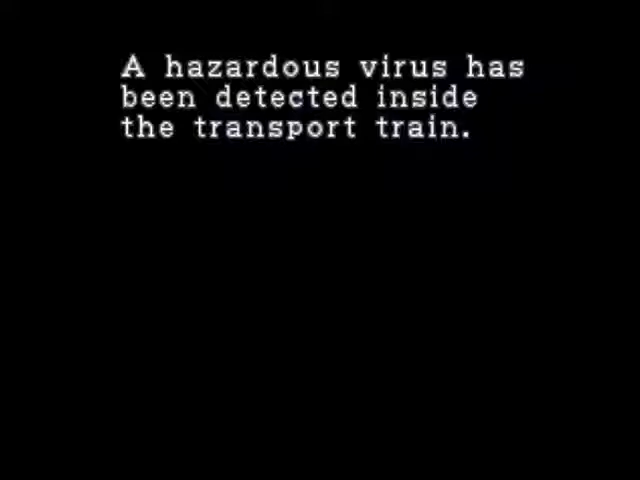 A hazardous virus has
been detected inside
the transport train.